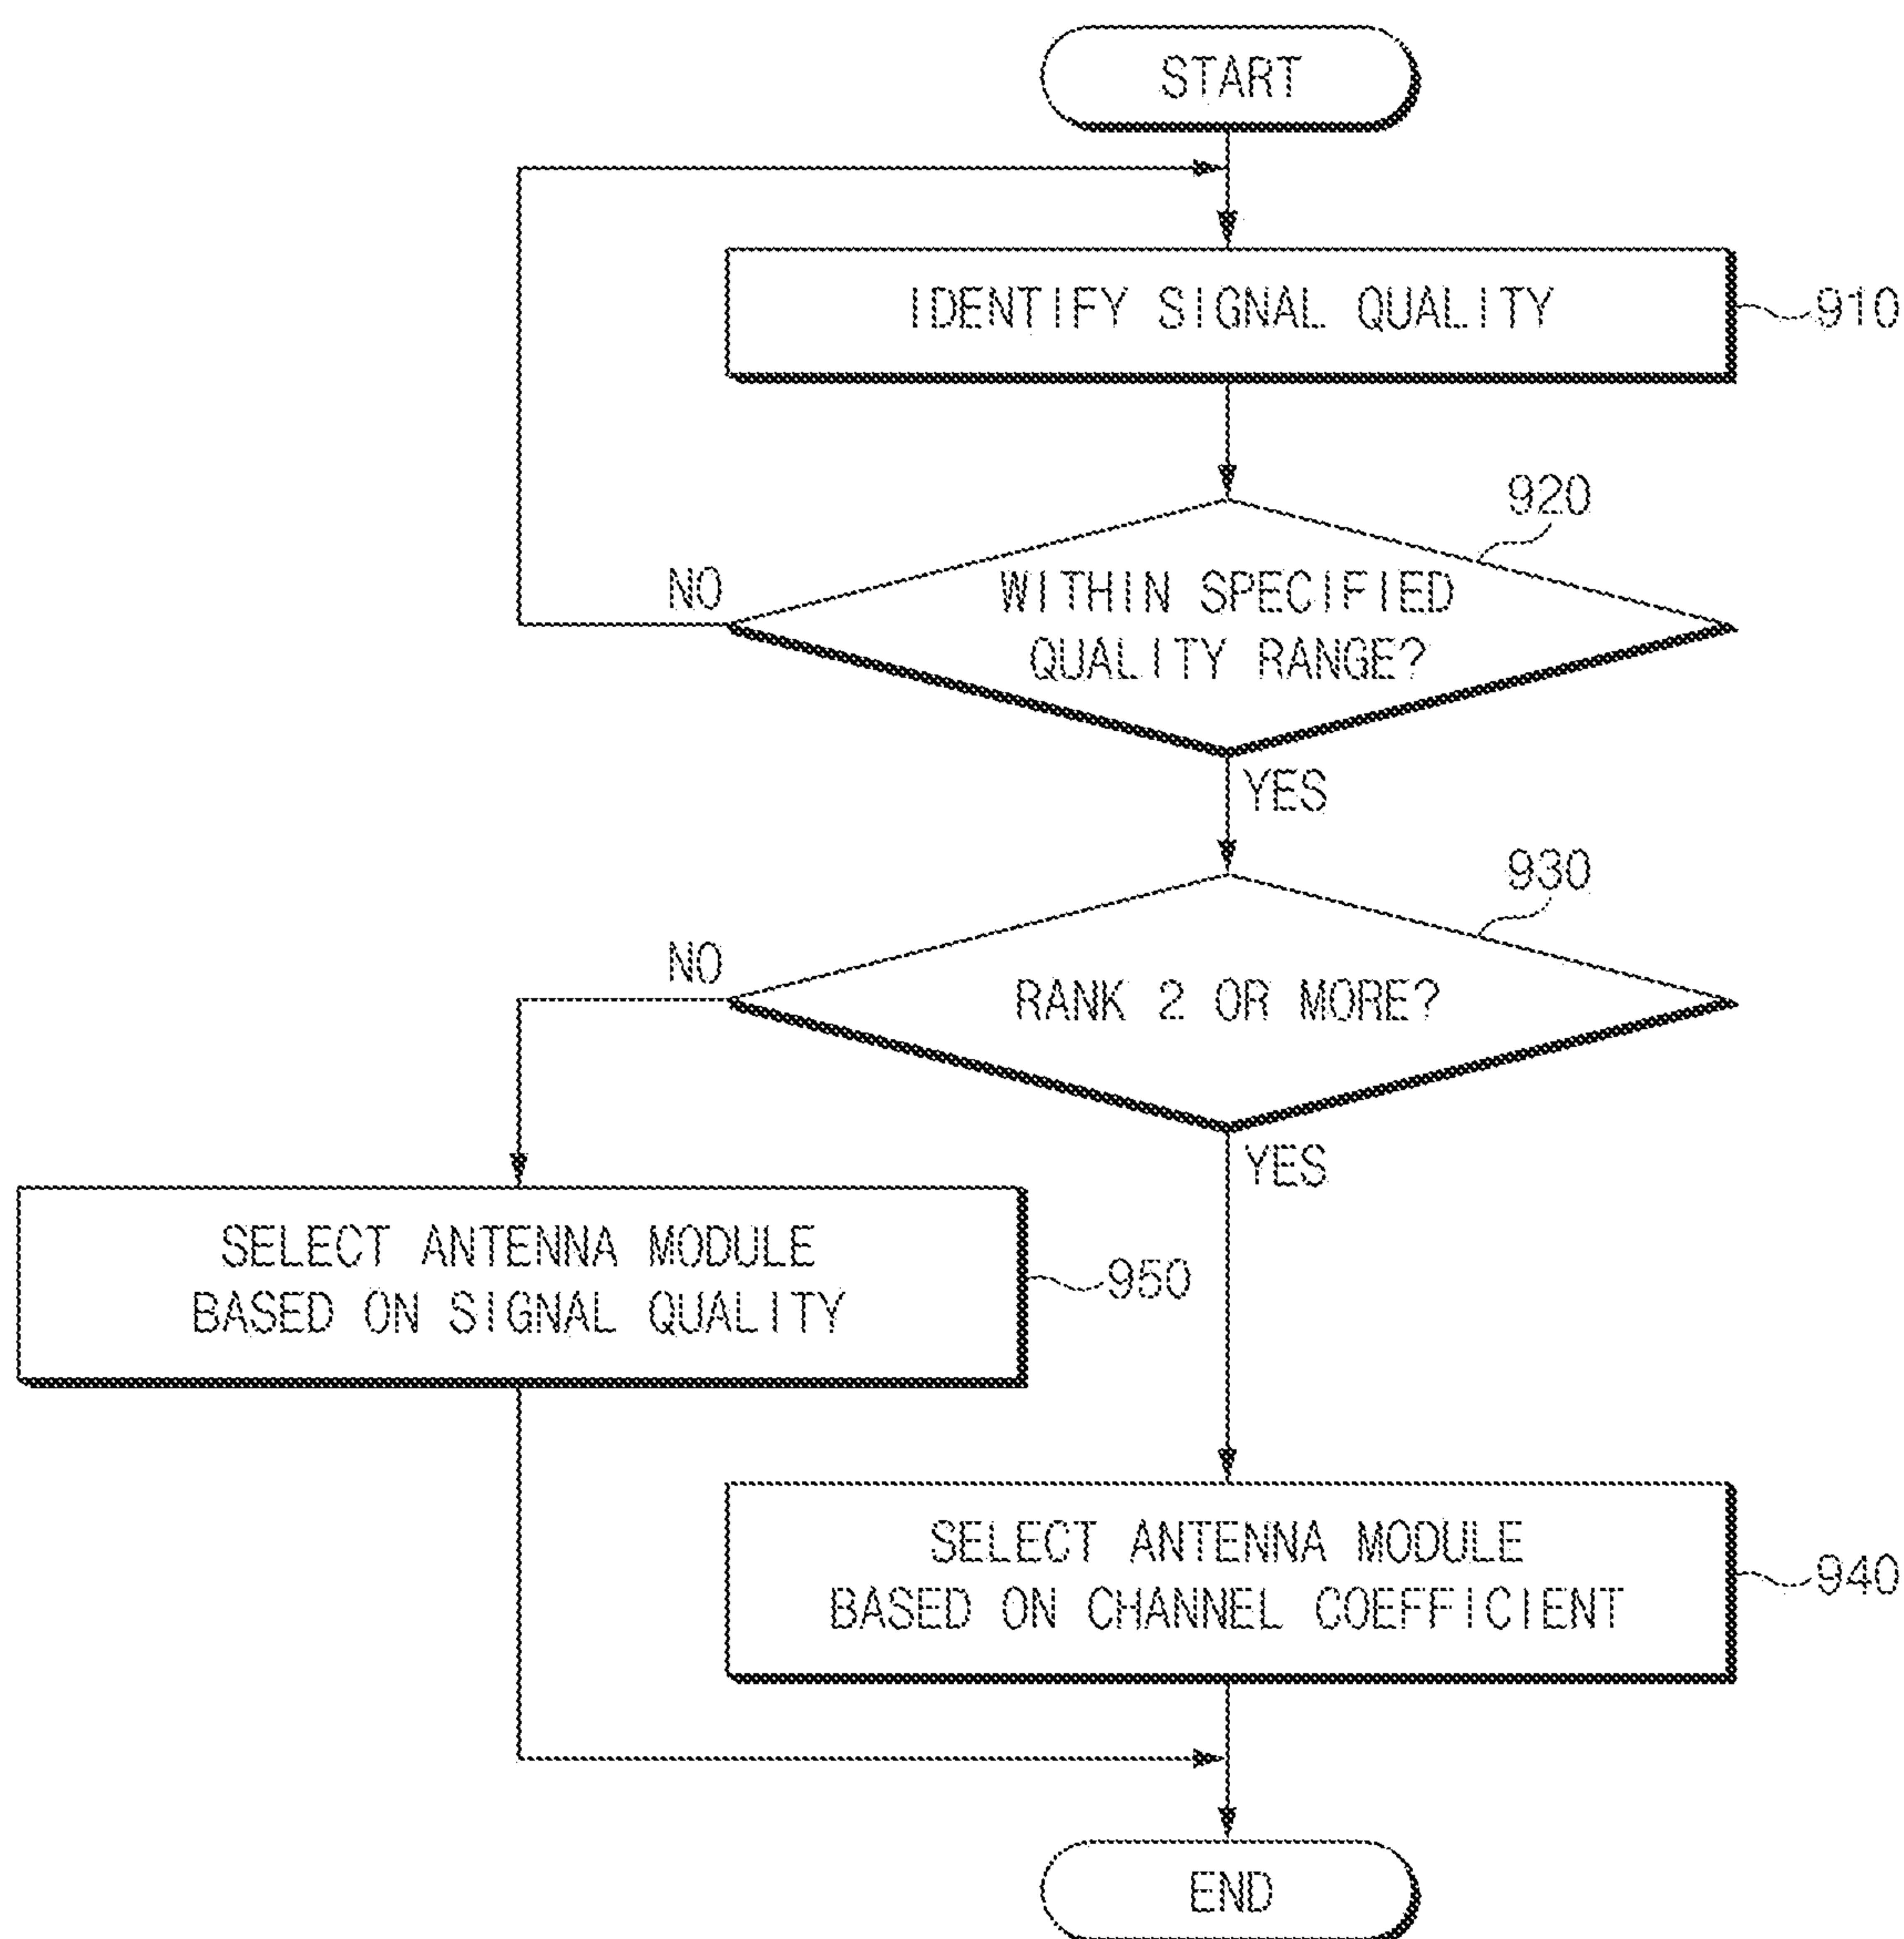 START
IDENTIFY SIGNAL QUALITY
910
920
WITHIN SPECIFIED
QUALITY RANGE?
NO
YES
930
RANK 2 OR MORE?
NO
YES
SELECT ANTENNA MODULE
BASED ON SIGNAL QUALITY
950
SELECT ANTENNA MODULE
BASED ON CHANNEL COEFFICIENT
940
END